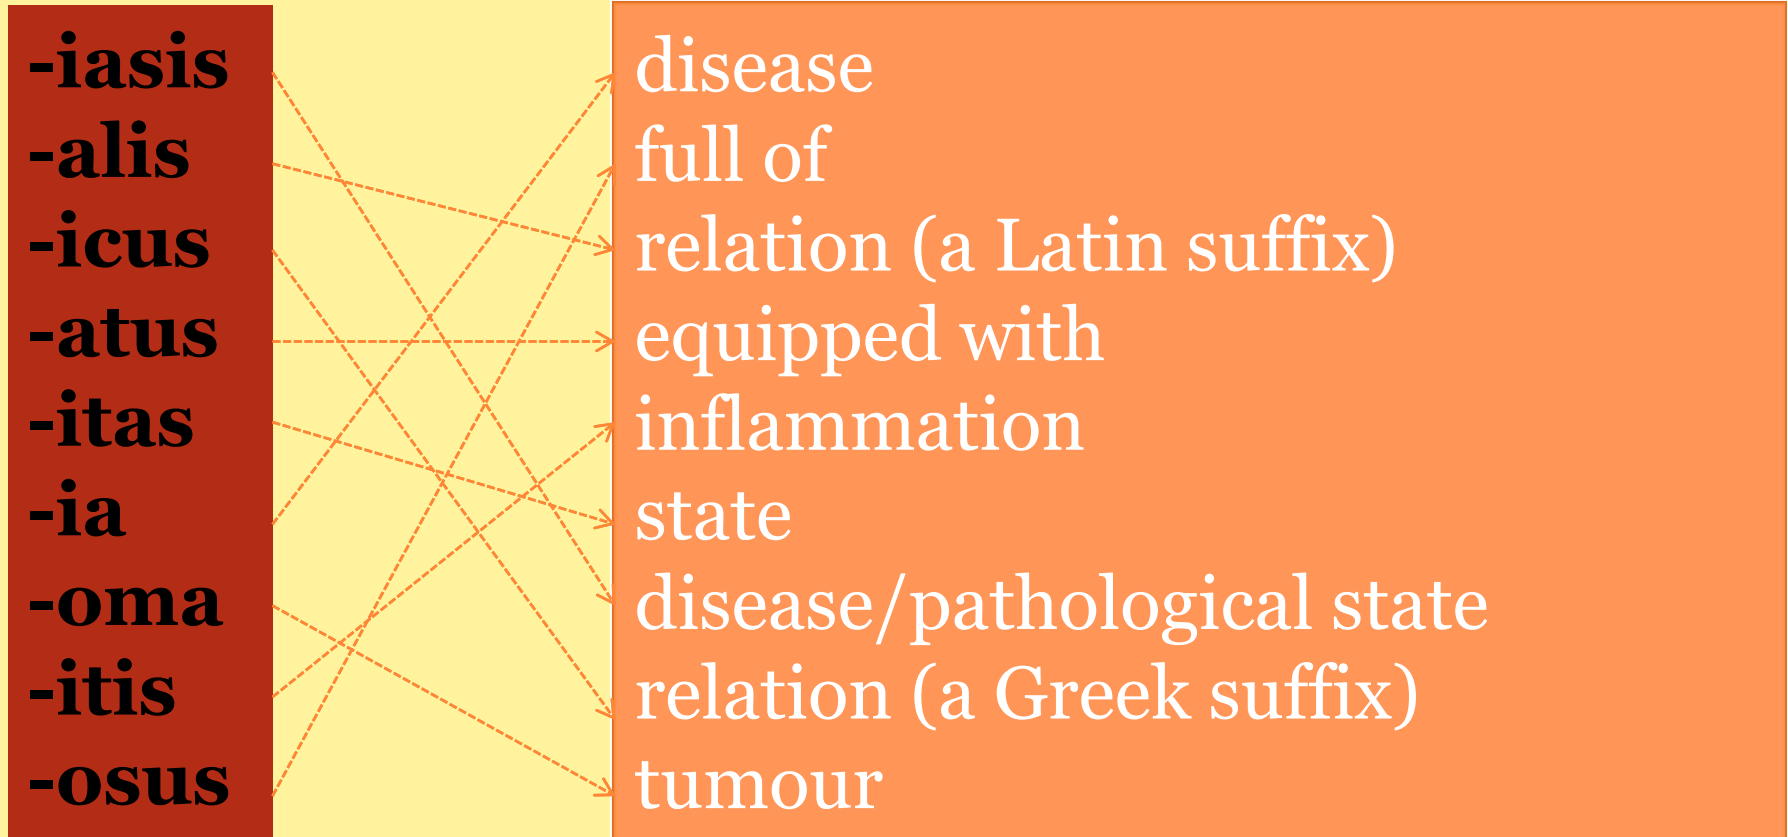 -iasis
-alis
-icus
-atus
-itas
-ia
-oma
-itis
-osus
disease
full of
relation (a Latin suffix)
equipped with
inflammation
state
disease/pathological state
relation (a Greek suffix)
tumour